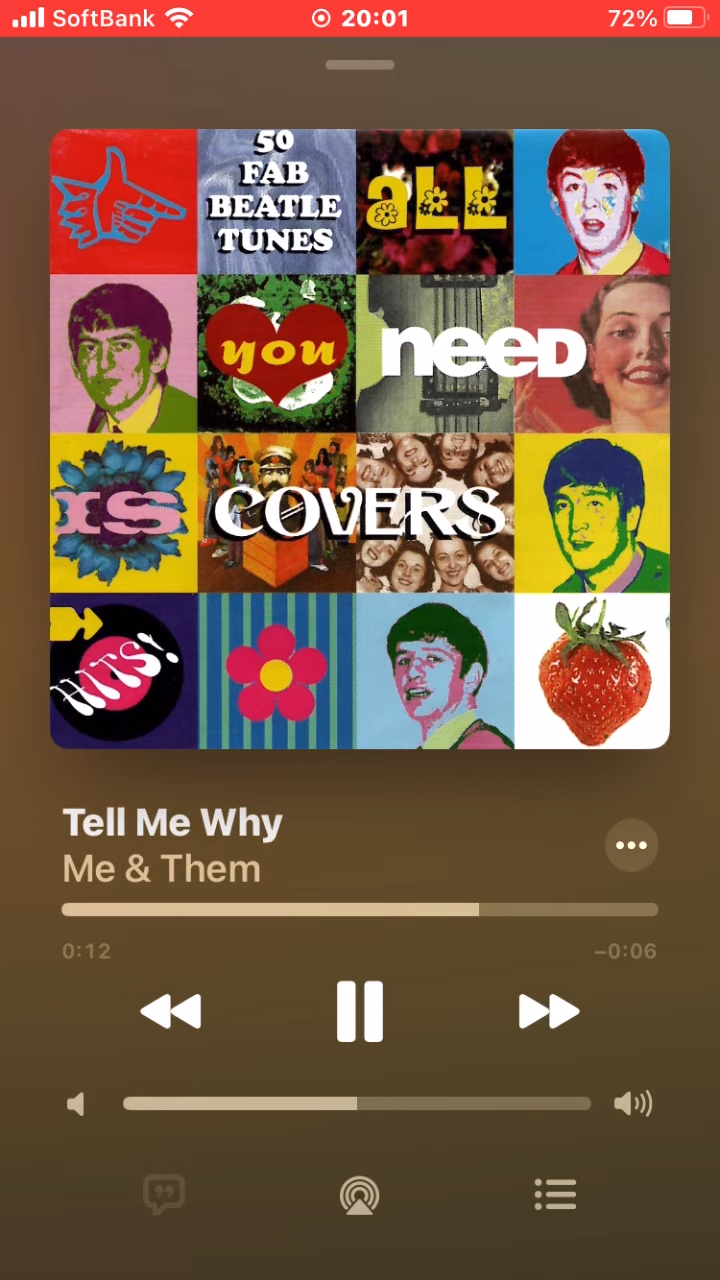 SoftBank 20:01 72%
50
FAB
BEATLE
TUNES
aLL
you
neeD
IS
COVERS
HITS!
Tell Me Why
Me & Them
0:12 −0:06